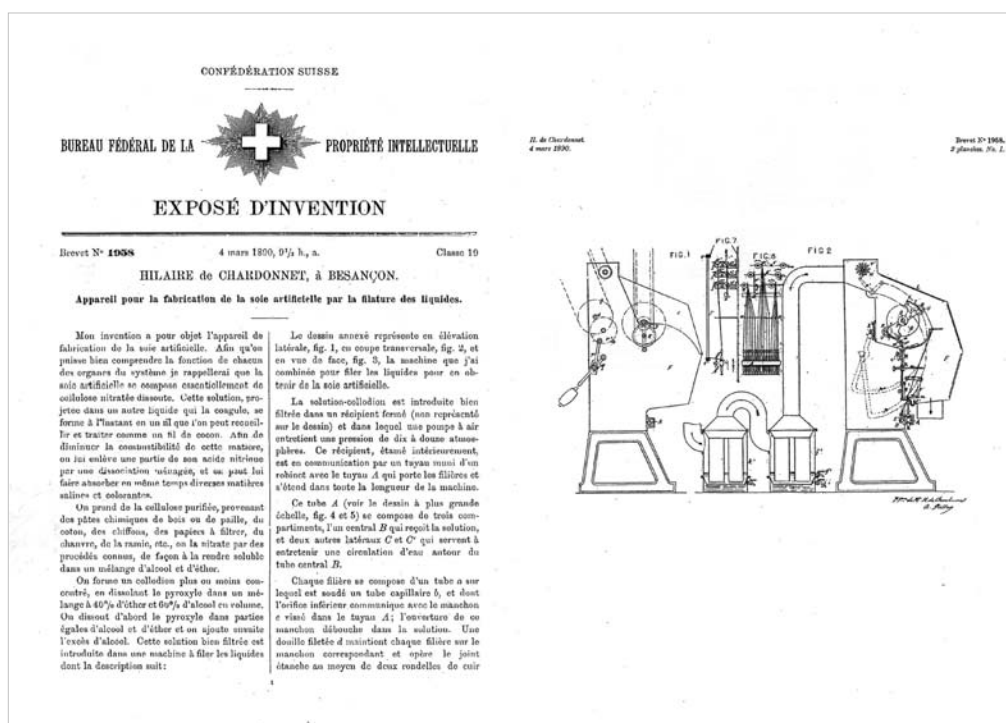 CONFÉDÉRATION SUISSE
BUREAU FÉDÉRAL DE LA PROPRIÉTÉ INTELLECTUELLE
EXPOSÉ D'INVENTION
Brevet Nº 1958 4 mars 1890, 9½ h., a. Classe 19
HILAIRE de CHARDONNET, à BESANÇON.
Appareil pour la fabrication de la soie artificielle par la filature des liquides.
Mon invention a pour objet l'appareil de
fabrication de la soie artificielle. Afin qu'on
puisse bien comprendre la fonction de chacun
des organes du système je rappellerai que la
soie artificielle se compose essentiellement de
cellulose nitratée dissoute. Cette solution, pro-
jetée dans un autre liquide qui la coagule, se
forme à l'instant en un fil que l'on peut recueil-
lir et traiter comme un fil de cocon. Afin de
diminuer la combustibilité de cette matière,
on lui enlève une partie de son acide nitrique
par une dissociation ménagée, et on peut lui
faire absorber en même temps diverses matières
salines et colorantes.
On prend de la cellulose purifiée, provenant
des pâtes chimiques de bois ou de paille, du
coton, des chiffons, des papiers à filtrer, du
chanvre, de la ramie, etc., on la nitrate par des
procédés connus, de façon à la rendre soluble
dans un mélange d'alcool et d'éther.
On forme un collodion plus ou moins con-
centré, en dissolant le pyroxyle dans un mé-
lange à 40% d'éther et 60% d'alcool en volume.
On dissout d'abord le pyroxyle dans parties
égales d'alcool et d'éther et on ajoute ensuite
l'excès d'alcool. Cette solution bien filtrée est
introduite dans une machine à filer les liquides
dont la description suit:
Le dessin annexé représente en élévation
latérale, fig. 1, en coupe transversale, fig. 2, et
en vue de face, fig. 3, la machine que j'ai
combinée pour filer les liquides pour en ob-
tenir de la soie artificielle.
La solution-collodion est introduite bien
filtrée dans un récipient fermé (non représenté
sur le dessin) et dans lequel une pompe à air
entretient une pression de dix à douze atmos-
phères. Ce récipient, étamé intérieurement,
est en communication par un tuyau muni d'un
robinet avec le tuyau A qui porte les filières et
s'étend dans toute la longueur de la machine.
Ce tube A (voir le dessin à plus grande
échelle, fig. 4 et 5) se compose de trois com-
partiments, l'un central B qui reçoit la solution,
et deux autres latéraux C et C' qui servent à
entretenir une circulation d'eau autour du
tube central B.
Chaque filière se compose d'un tube a sur
lequel est soudé un tube capillaire b, et dont
l'orifice inférieur communique avec le manchon
c vissé dans le tuyau A; l'ouverture de ce
manchon débouche dans la solution. Une
douille filetée d maintient chaque filière sur le
manchon correspondant et opère le joint
étanche au moyen de deux rondelles de cuir
1
H. de Chardonnet.
4 mars 1890.
Brevet Nº 1958.
2 planches. No. 1.
FIG.1
FIG.7
FIG.6
FIG.2